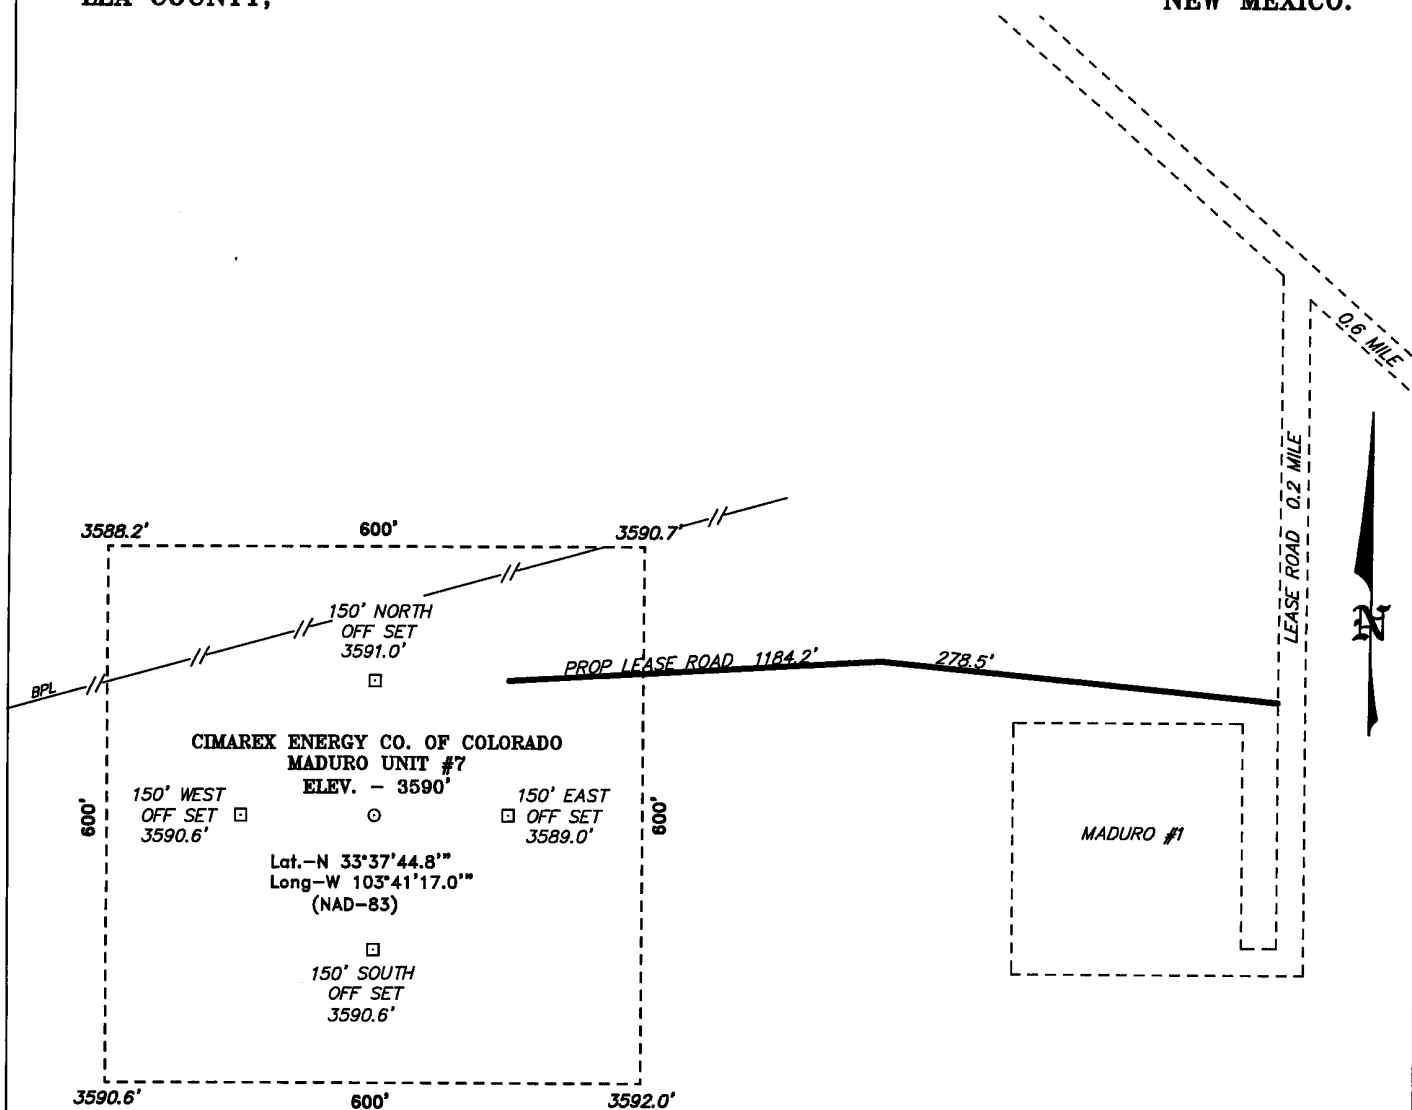 LEA COUNTY, NEW MEXICO.
0.6 MILE
LEASE ROAD 0.2 MILE
N
3588.2'
600'
3590.7'
150' NORTH
OFF SET
3591.0'
BPL
PROP LEASE ROAD 1184.2'
278.5'
CIMAREX ENERGY CO. OF COLORADO
MADURO UNIT #7
ELEV. - 3590'
600'
150' WEST
OFF SET
3590.6'
150' EAST
OFF SET
3589.0'
600'
MADURO #1
Lat.-N 33°37'44.8'"
Long-W 103°41'17.0'"
(NAD-83)
150' SOUTH
OFF SET
3590.6'
3590.6'
600'
3592.0'